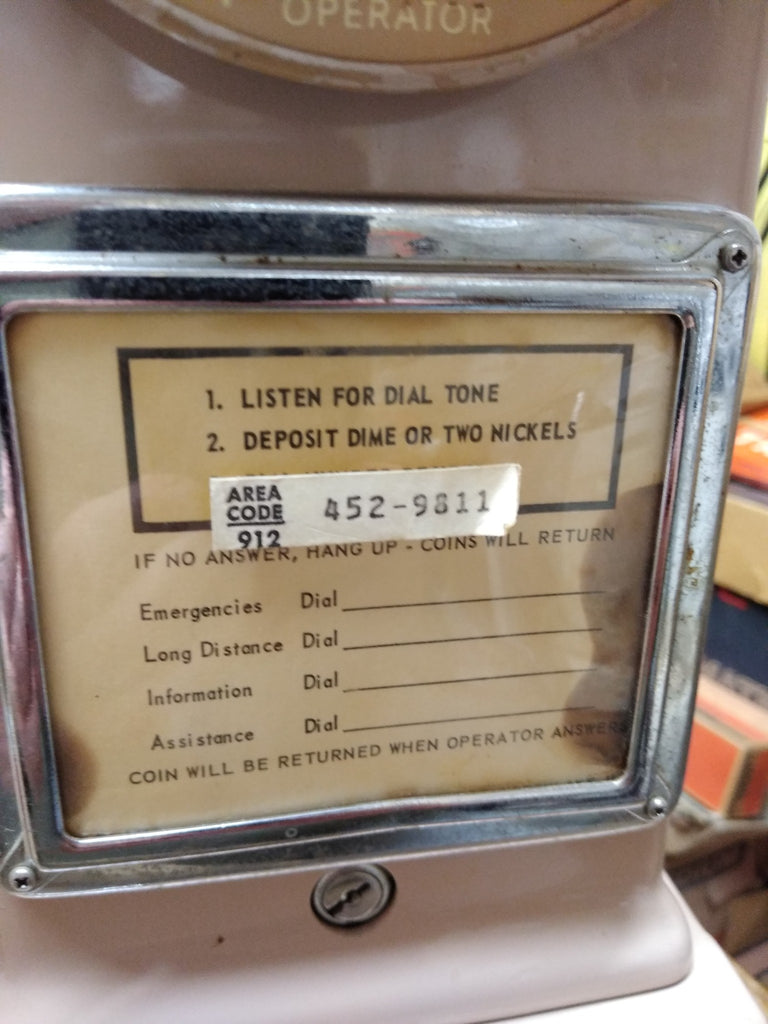 OPERATOR
1. LISTEN FOR DIAL TONE
2. DEPOSIT DIME OR TWO NICKELS
AREA CODE 912 452-9811
IF NO ANSWER, HANG UP - COINS WILL RETURN
Emergencies Dial
Long Distance Dial
Information Dial
Assistance Dial
COIN WILL BE RETURNED WHEN OPERATOR ANSWERS